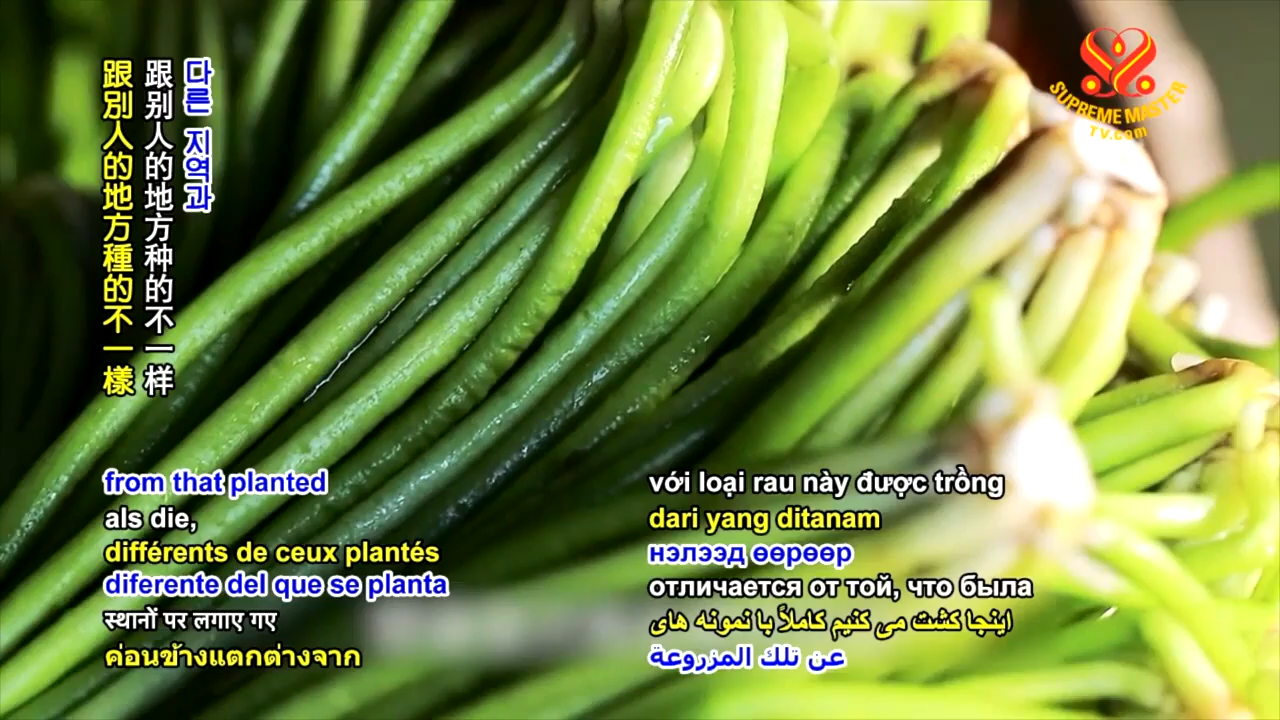 다른 지역과
跟别人的地方种的不一样
跟別人的地方種的不一樣
SUPREME MASTER
TV.com
from that planted
als die,
différents de ceux plantés
diferente del que se planta
स्थानों पर लगाए गए
ค่อนข้างแตกต่างจาก
với loại rau này được trồng
dari yang ditanam
нэлээд өөрөөр
отличается от той, что была
اینجا کشت می کنیم کاملاً با نمونه های
عن تلك المزروعة